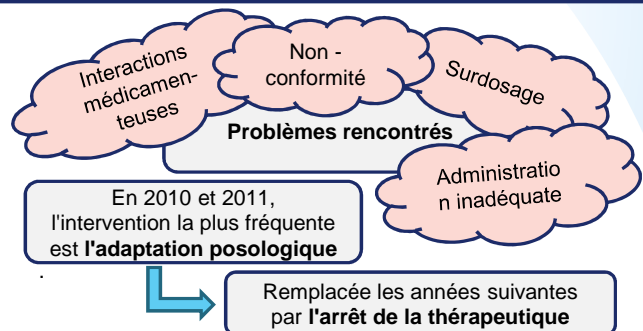 Interactions
médicamen-
teuses
Non -
conformité
Surdosage
Problèmes rencontrés
Administratio
n inadéquate
En 2010 et 2011,
l'intervention la plus fréquente
est l'adaptation posologique
.
Remplacée les années suivantes
par l'arrêt de la thérapeutique